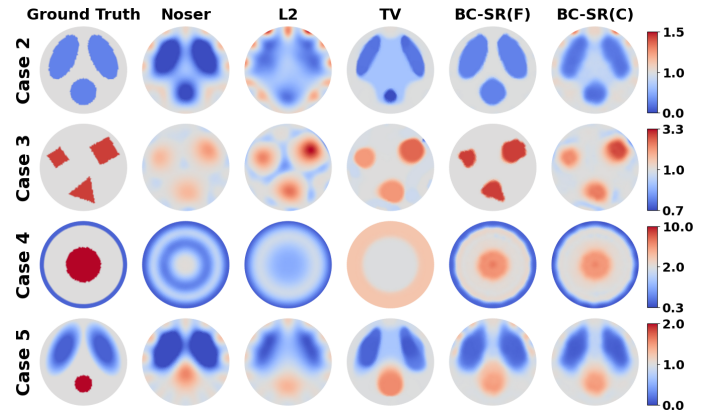 Ground Truth Noser L2 TV BC-SR(F) BC-SR(C)
Case 2
1.5
1.0
0.0
Case 3
3.3
1.0
0.7
Case 4
10.0
2.0
0.3
Case 5
2.0
1.0
0.0